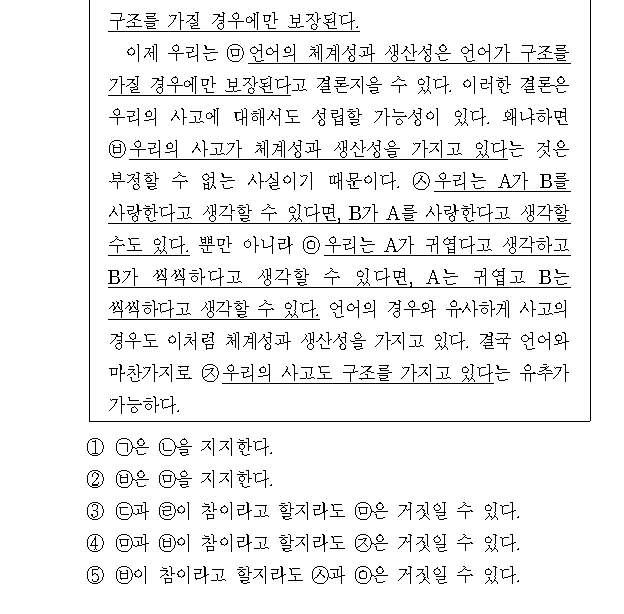 구조를 가질 경우에만 보장된다.
이제 우리는 ㉤언어의 체계성과 생산성은 언어가 구조를
가질 경우에만 보장된다고 결론지을 수 있다. 이러한 결론은
우리의 사고에 대해서도 성립할 가능성이 있다. 왜냐하면
㉥우리의 사고가 체계성과 생산성을 가지고 있다는 것은
부정할 수 없는 사실이기 때문이다. ㉦우리는 A가 B를
사랑한다고 생각할 수 있다면, B가 A를 사랑한다고 생각할
수도 있다. 뿐만 아니라 ㉧우리는 A가 귀엽다고 생각하고
B가 씩씩하다고 생각할 수 있다면, A는 귀엽고 B는
씩씩하다고 생각할 수 있다. 언어의 경우와 유사하게 사고의
경우도 이처럼 체계성과 생산성을 가지고 있다. 결국 언어와
마찬가지로 ㉨우리의 사고도 구조를 가지고 있다는 유추가
가능하다.
① ㉠은 ㉡을 지지한다.
② ㉥은 ㉤을 지지한다.
③ ㉢과 ㉣이 참이라고 할지라도 ㉤은 거짓일 수 있다.
④ ㉤과 ㉥이 참이라고 할지라도 ㉨은 거짓일 수 있다.
⑤ ㉥이 참이라고 할지라도 ㉦과 ㉧은 거짓일 수 있다.